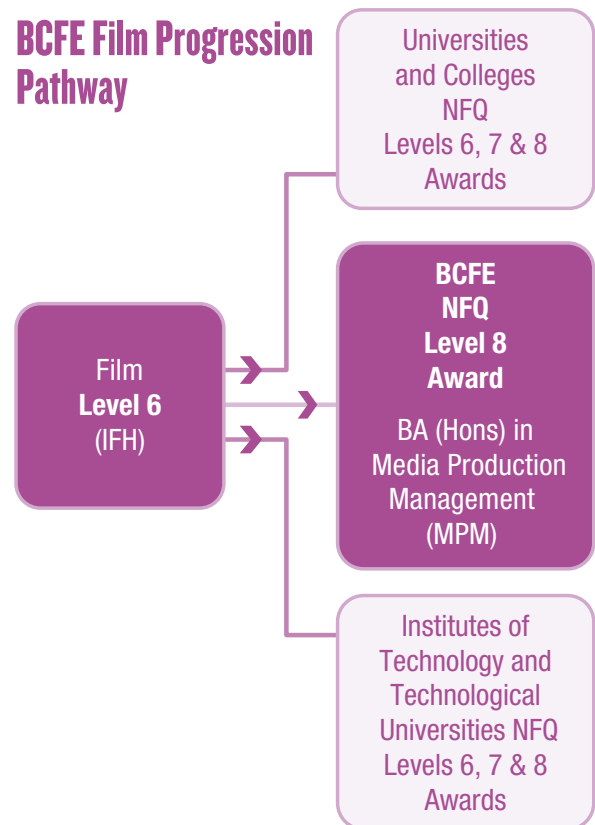 BCFE Film Progression
Pathway
Universities
and Colleges
NFQ
Levels 6, 7 & 8
Awards
Film
Level 6
(IFH)
BCFE
NFQ
Level 8
Award
BA (Hons) in
Media Production
Management
(MPM)
Institutes of
Technology and
Technological
Universities NFQ
Levels 6, 7 & 8
Awards